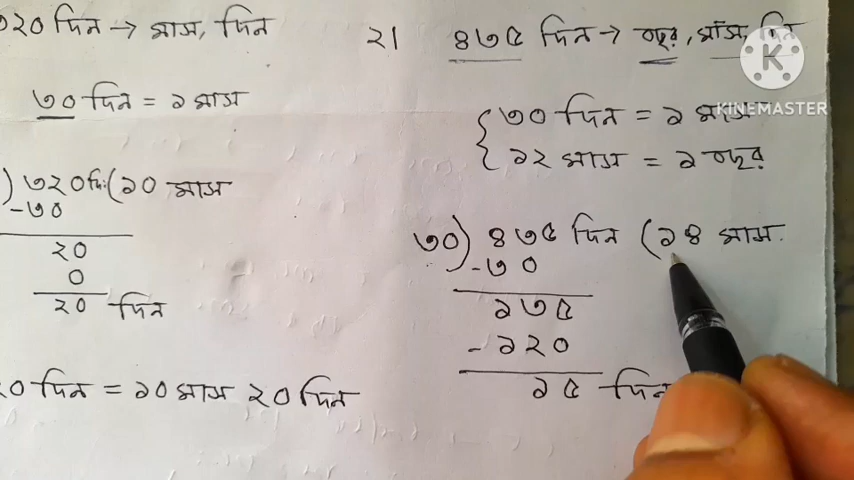 ২০ দিন → মাস, দিন
৩০ দিন = ১ মাস
) ৩২০দিঃ (১০ মাস
-৩০
২০
০
২০ দিন
২০ দিন = ১০ মাস ২০ দিন
২। ৪৩৫ দিন → বছর, মাস, দিন
৩০ দিন = ১ মাস
১২ মাস = ১ বছর
৩০) ৪৩৫ দিন (১৪ মাস.
-৩০
১৩৫
- ১২০
১৫ দিন
KINEMASTER